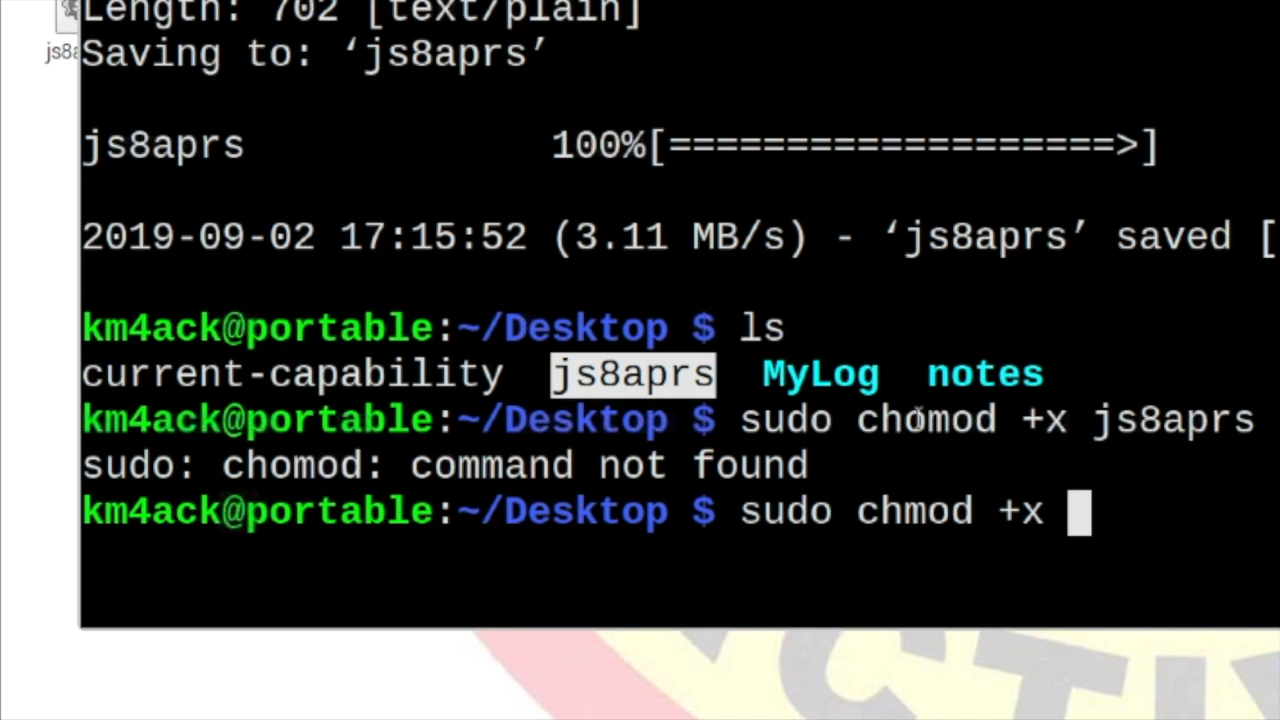 Length: 702 [text/plain]
js8a
Saving to: ‘js8aprs’
js8aprs 100%[===================>]
2019-09-02 17:15:52 (3.11 MB/s) - ‘js8aprs’ saved [
km4ack@portable:~/Desktop $ ls
current-capability js8aprs MyLog notes
km4ack@portable:~/Desktop $ sudo chomod +x js8aprs
sudo: chomod: command not found
km4ack@portable:~/Desktop $ sudo chmod +x